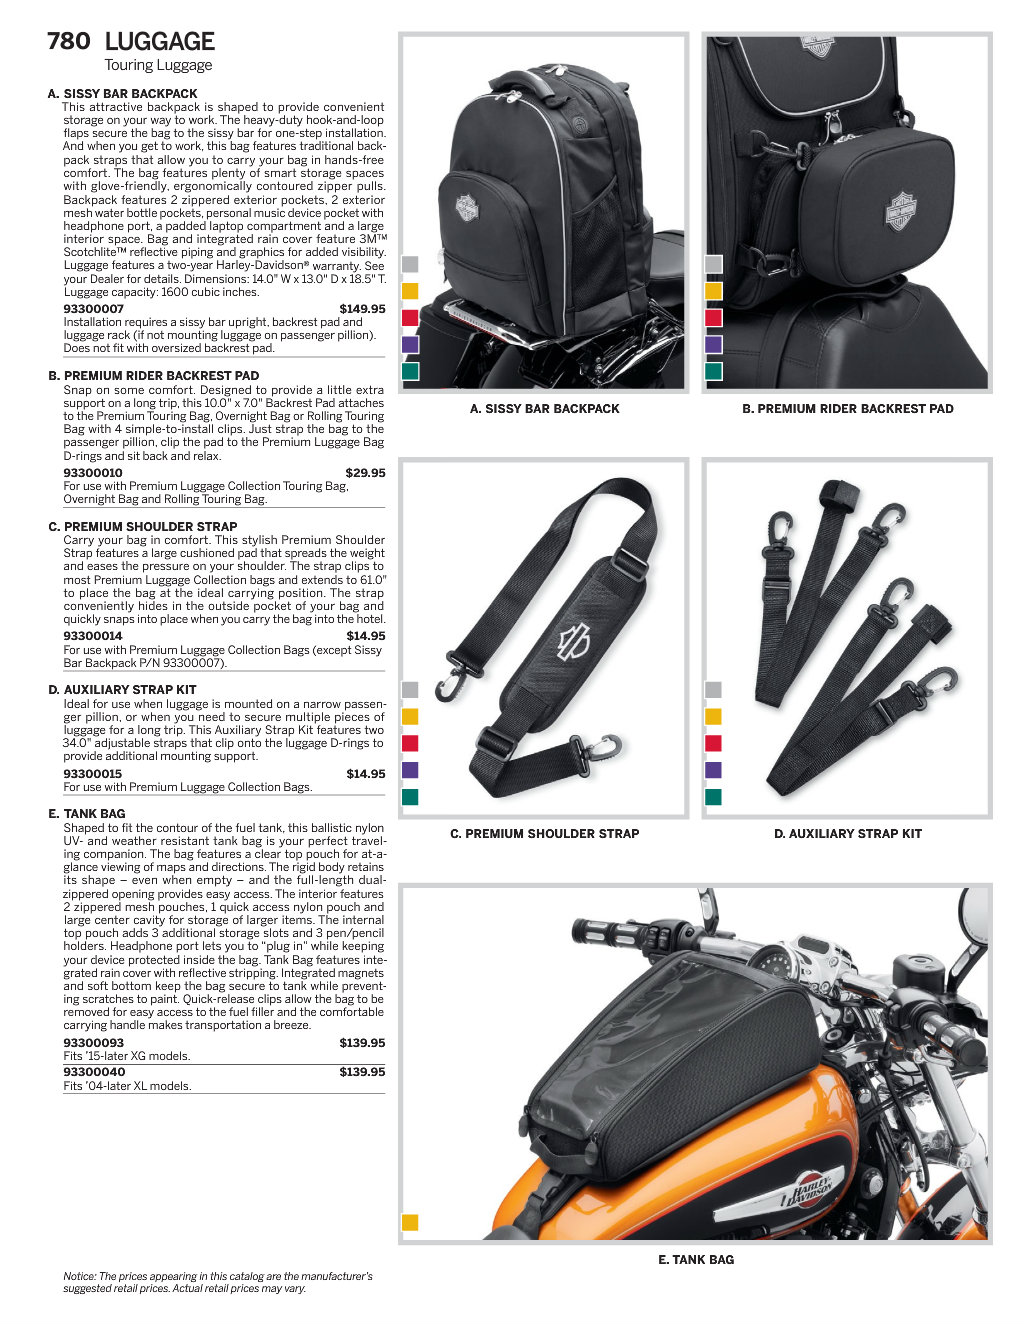 780 LUGGAGE
Touring Luggage
A. SISSY BAR BACKPACK
This attractive backpack is shaped to provide convenient
storage on your way to work. The heavy-duty hook-and-loop
flaps secure the bag to the sissy bar for one-step installation.
And when you get to work, this bag features traditional back-
pack straps that allow you to carry your bag in hands-free
comfort. The bag features plenty of smart storage spaces
with glove-friendly, ergonomically contoured zipper pulls.
Backpack features 2 zippered exterior pockets, 2 exterior
mesh water bottle pockets, personal music device pocket with
headphone port, a padded laptop compartment and a large
interior space. Bag and integrated rain cover feature 3M™
Scotchlite™ reflective piping and graphics for added visibility.
Luggage features a two-year Harley-Davidson® warranty. See
your Dealer for details. Dimensions: 14.0" W x 13.0" D x 18.5" T.
Luggage capacity: 1600 cubic inches.
93300007 $149.95
Installation requires a sissy bar upright, backrest pad and
luggage rack (if not mounting luggage on passenger pillion).
Does not fit with oversized backrest pad.
B. PREMIUM RIDER BACKREST PAD
Snap on some comfort. Designed to provide a little extra
support on a long trip, this 10.0" x 7.0" Backrest Pad attaches
to the Premium Touring Bag, Overnight Bag or Rolling Touring
Bag with 4 simple-to-install clips. Just strap the bag to the
passenger pillion, clip the pad to the Premium Luggage Bag
D-rings and sit back and relax.
93300010 $29.95
For use with Premium Luggage Collection Touring Bag,
Overnight Bag and Rolling Touring Bag.
C. PREMIUM SHOULDER STRAP
Carry your bag in comfort. This stylish Premium Shoulder
Strap features a large cushioned pad that spreads the weight
and eases the pressure on your shoulder. The strap clips to
most Premium Luggage Collection bags and extends to 61.0"
to place the bag at the ideal carrying position. The strap
conveniently hides in the outside pocket of your bag and
quickly snaps into place when you carry the bag into the hotel.
93300014 $14.95
For use with Premium Luggage Collection Bags (except Sissy
Bar Backpack P/N 93300007).
D. AUXILIARY STRAP KIT
Ideal for use when luggage is mounted on a narrow passen-
ger pillion, or when you need to secure multiple pieces of
luggage for a long trip. This Auxiliary Strap Kit features two
34.0" adjustable straps that clip onto the luggage D-rings to
provide additional mounting support.
93300015 $14.95
For use with Premium Luggage Collection Bags.
E. TANK BAG
Shaped to fit the contour of the fuel tank, this ballistic nylon
UV- and weather resistant tank bag is your perfect travel-
ing companion. The bag features a clear top pouch for at-a-
glance viewing of maps and directions. The rigid body retains
its shape – even when empty – and the full-length dual-
zippered opening provides easy access. The interior features
2 zippered mesh pouches, 1 quick access nylon pouch and
large center cavity for storage of larger items. The internal
top pouch adds 3 additional storage slots and 3 pen/pencil
holders. Headphone port lets you to “plug in” while keeping
your device protected inside the bag. Tank Bag features inte-
grated rain cover with reflective stripping. Integrated magnets
and soft bottom keep the bag secure to tank while prevent-
ing scratches to paint. Quick-release clips allow the bag to be
removed for easy access to the fuel filler and the comfortable
carrying handle makes transportation a breeze.
93300093 $139.95
Fits ’15-later XG models.
93300040 $139.95
Fits ’04-later XL models.
Notice: The prices appearing in this catalog are the manufacturer’s
suggested retail prices. Actual retail prices may vary.
A. SISSY BAR BACKPACK
B. PREMIUM RIDER BACKREST PAD
C. PREMIUM SHOULDER STRAP
D. AUXILIARY STRAP KIT
HARLEY-
DAVIDSON
E. TANK BAG